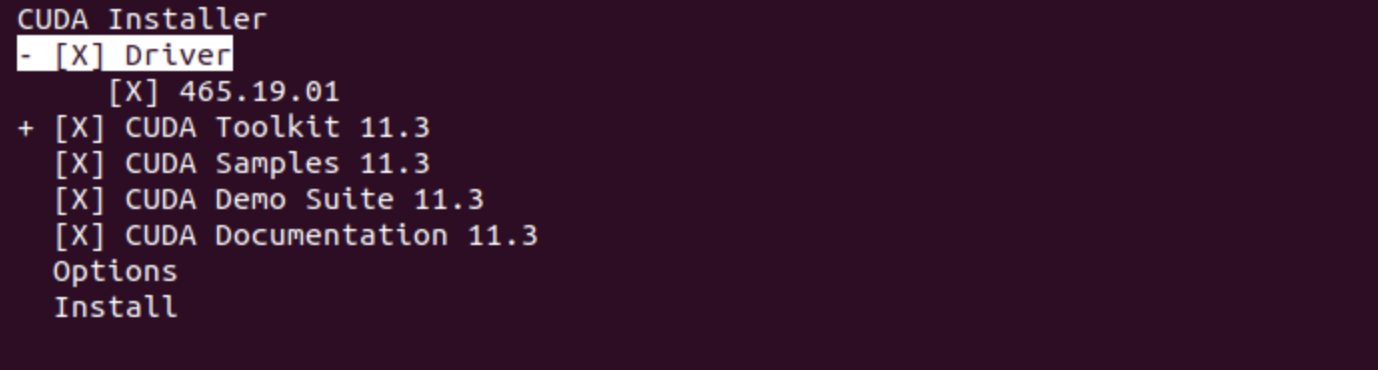 CUDA Installer
- [X] Driver
[X] 465.19.01
+ [X] CUDA Toolkit 11.3
[X] CUDA Samples 11.3
[X] CUDA Demo Suite 11.3
[X] CUDA Documentation 11.3
Options
Install